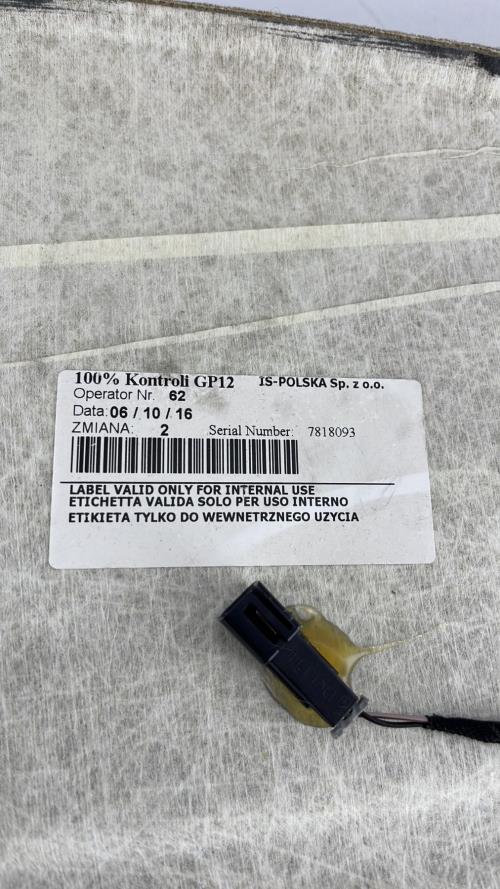 100% Kontroli GP12 IS-POLSKA Sp. z o.o.
Operator Nr. 62
Data: 06 / 10 / 16
ZMIANA: 2 Serial Number: 7818093
LABEL VALID ONLY FOR INTERNAL USE
ETICHETTA VALIDA SOLO PER USO INTERNO
ETIKIETA TYLKO DO WEWNETRZNEGO UZYCIA